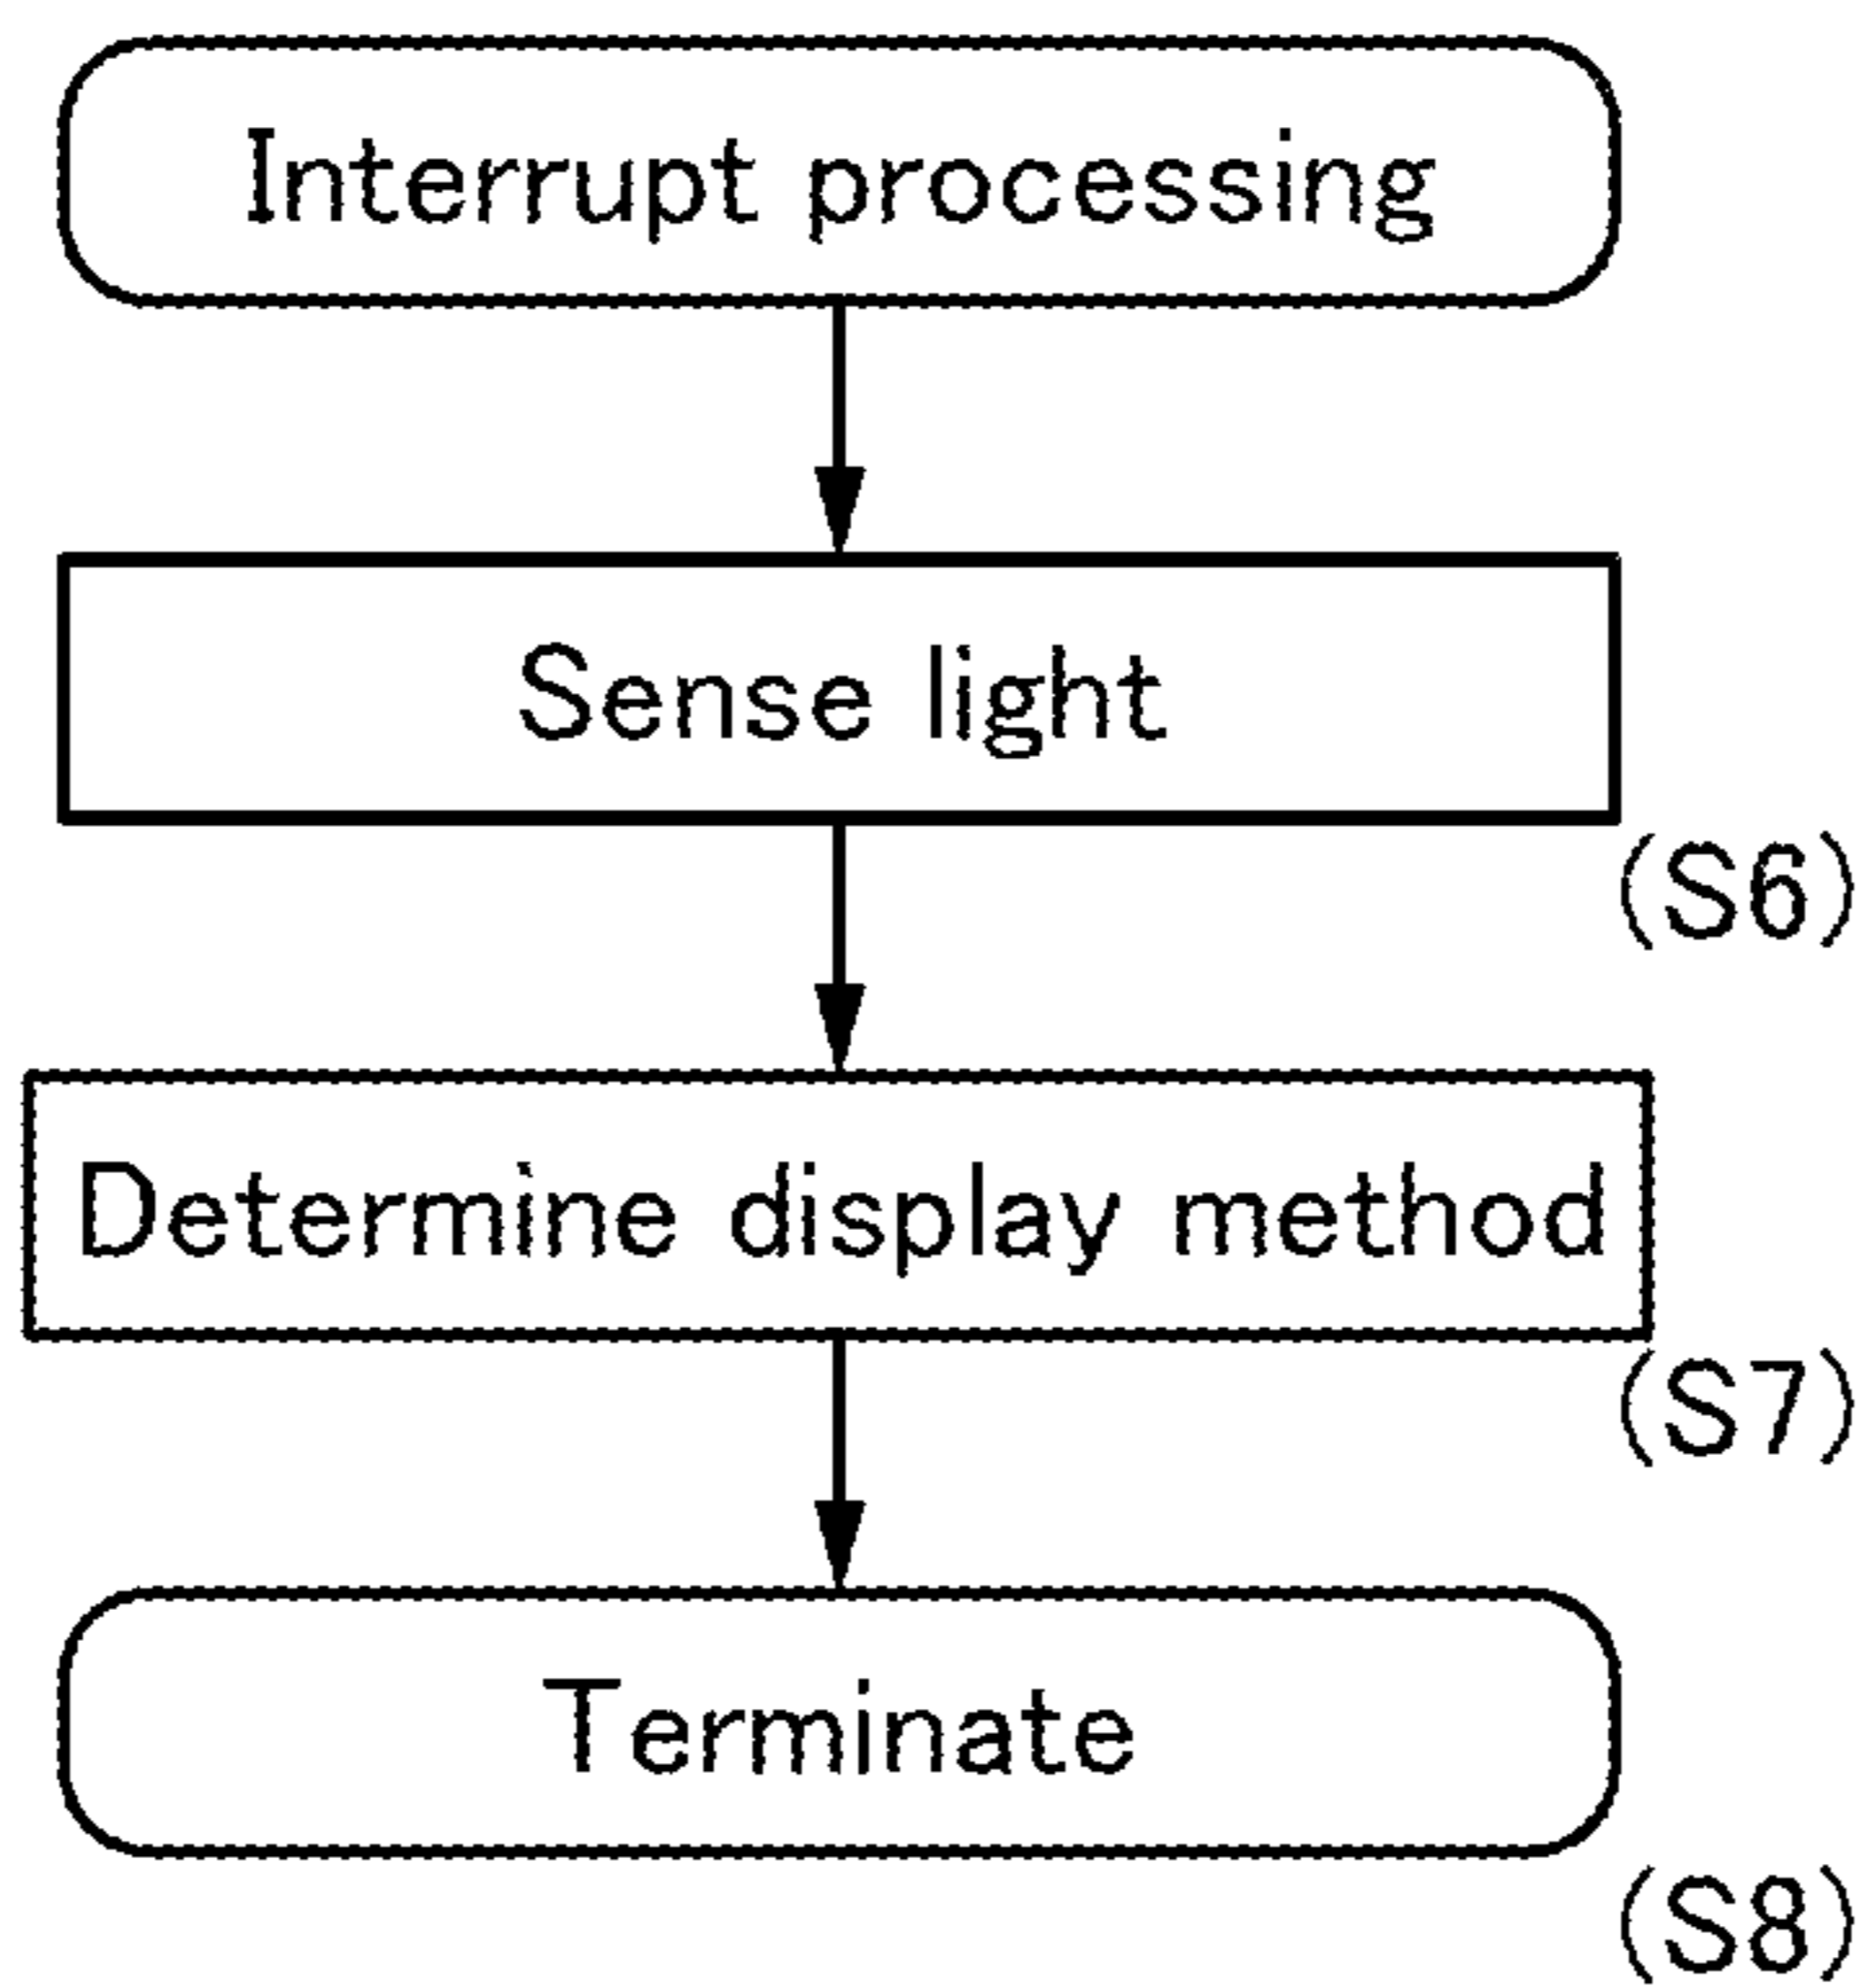 Interrupt processing
Sense light
(S6)
Determine display method
(S7)
Terminate
(S8)